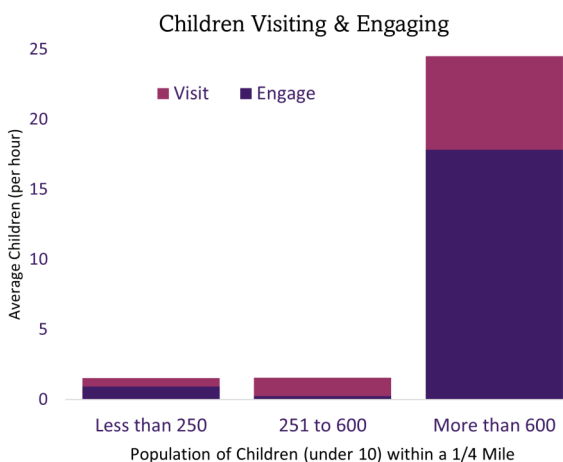 Children Visiting & Engaging
25
Visit Engage
20
15
10
5
0
Average Children (per hour)
Less than 250 251 to 600 More than 600
Population of Children (under 10) within a 1/4 Mile